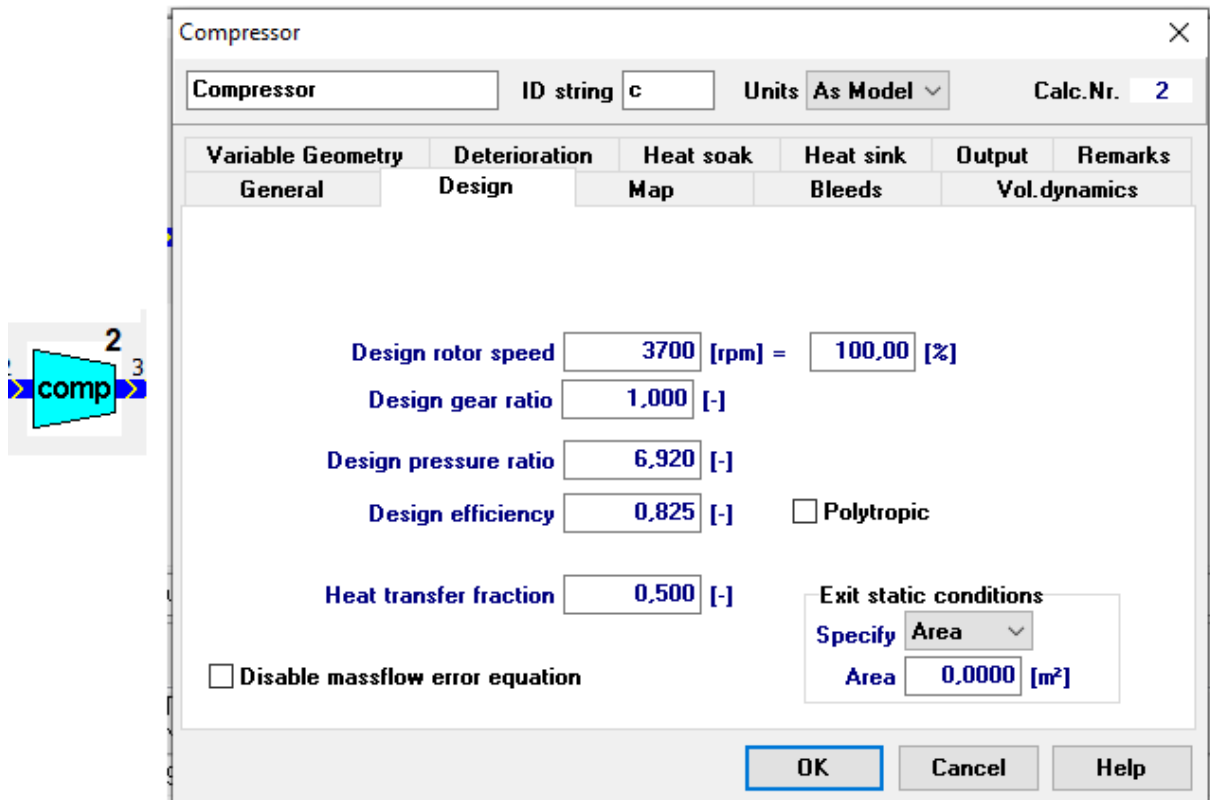 Compressor
Compressor ID string c Units As Model Calc.Nr. 2
Variable Geometry Deterioration Heat soak Heat sink Output Remarks
General Design Map Bleeds Vol.dynamics
2
3
comp
Design rotor speed 3700 [rpm] = 100,00 [%]
Design gear ratio 1,000 [-]
Design pressure ratio 6,920 [-]
Design efficiency 0,825 [-] Polytropic
Heat transfer fraction 0,500 [-] Exit static conditions
Specify Area
Disable massflow error equation Area 0,0000 [m²]
OK Cancel Help